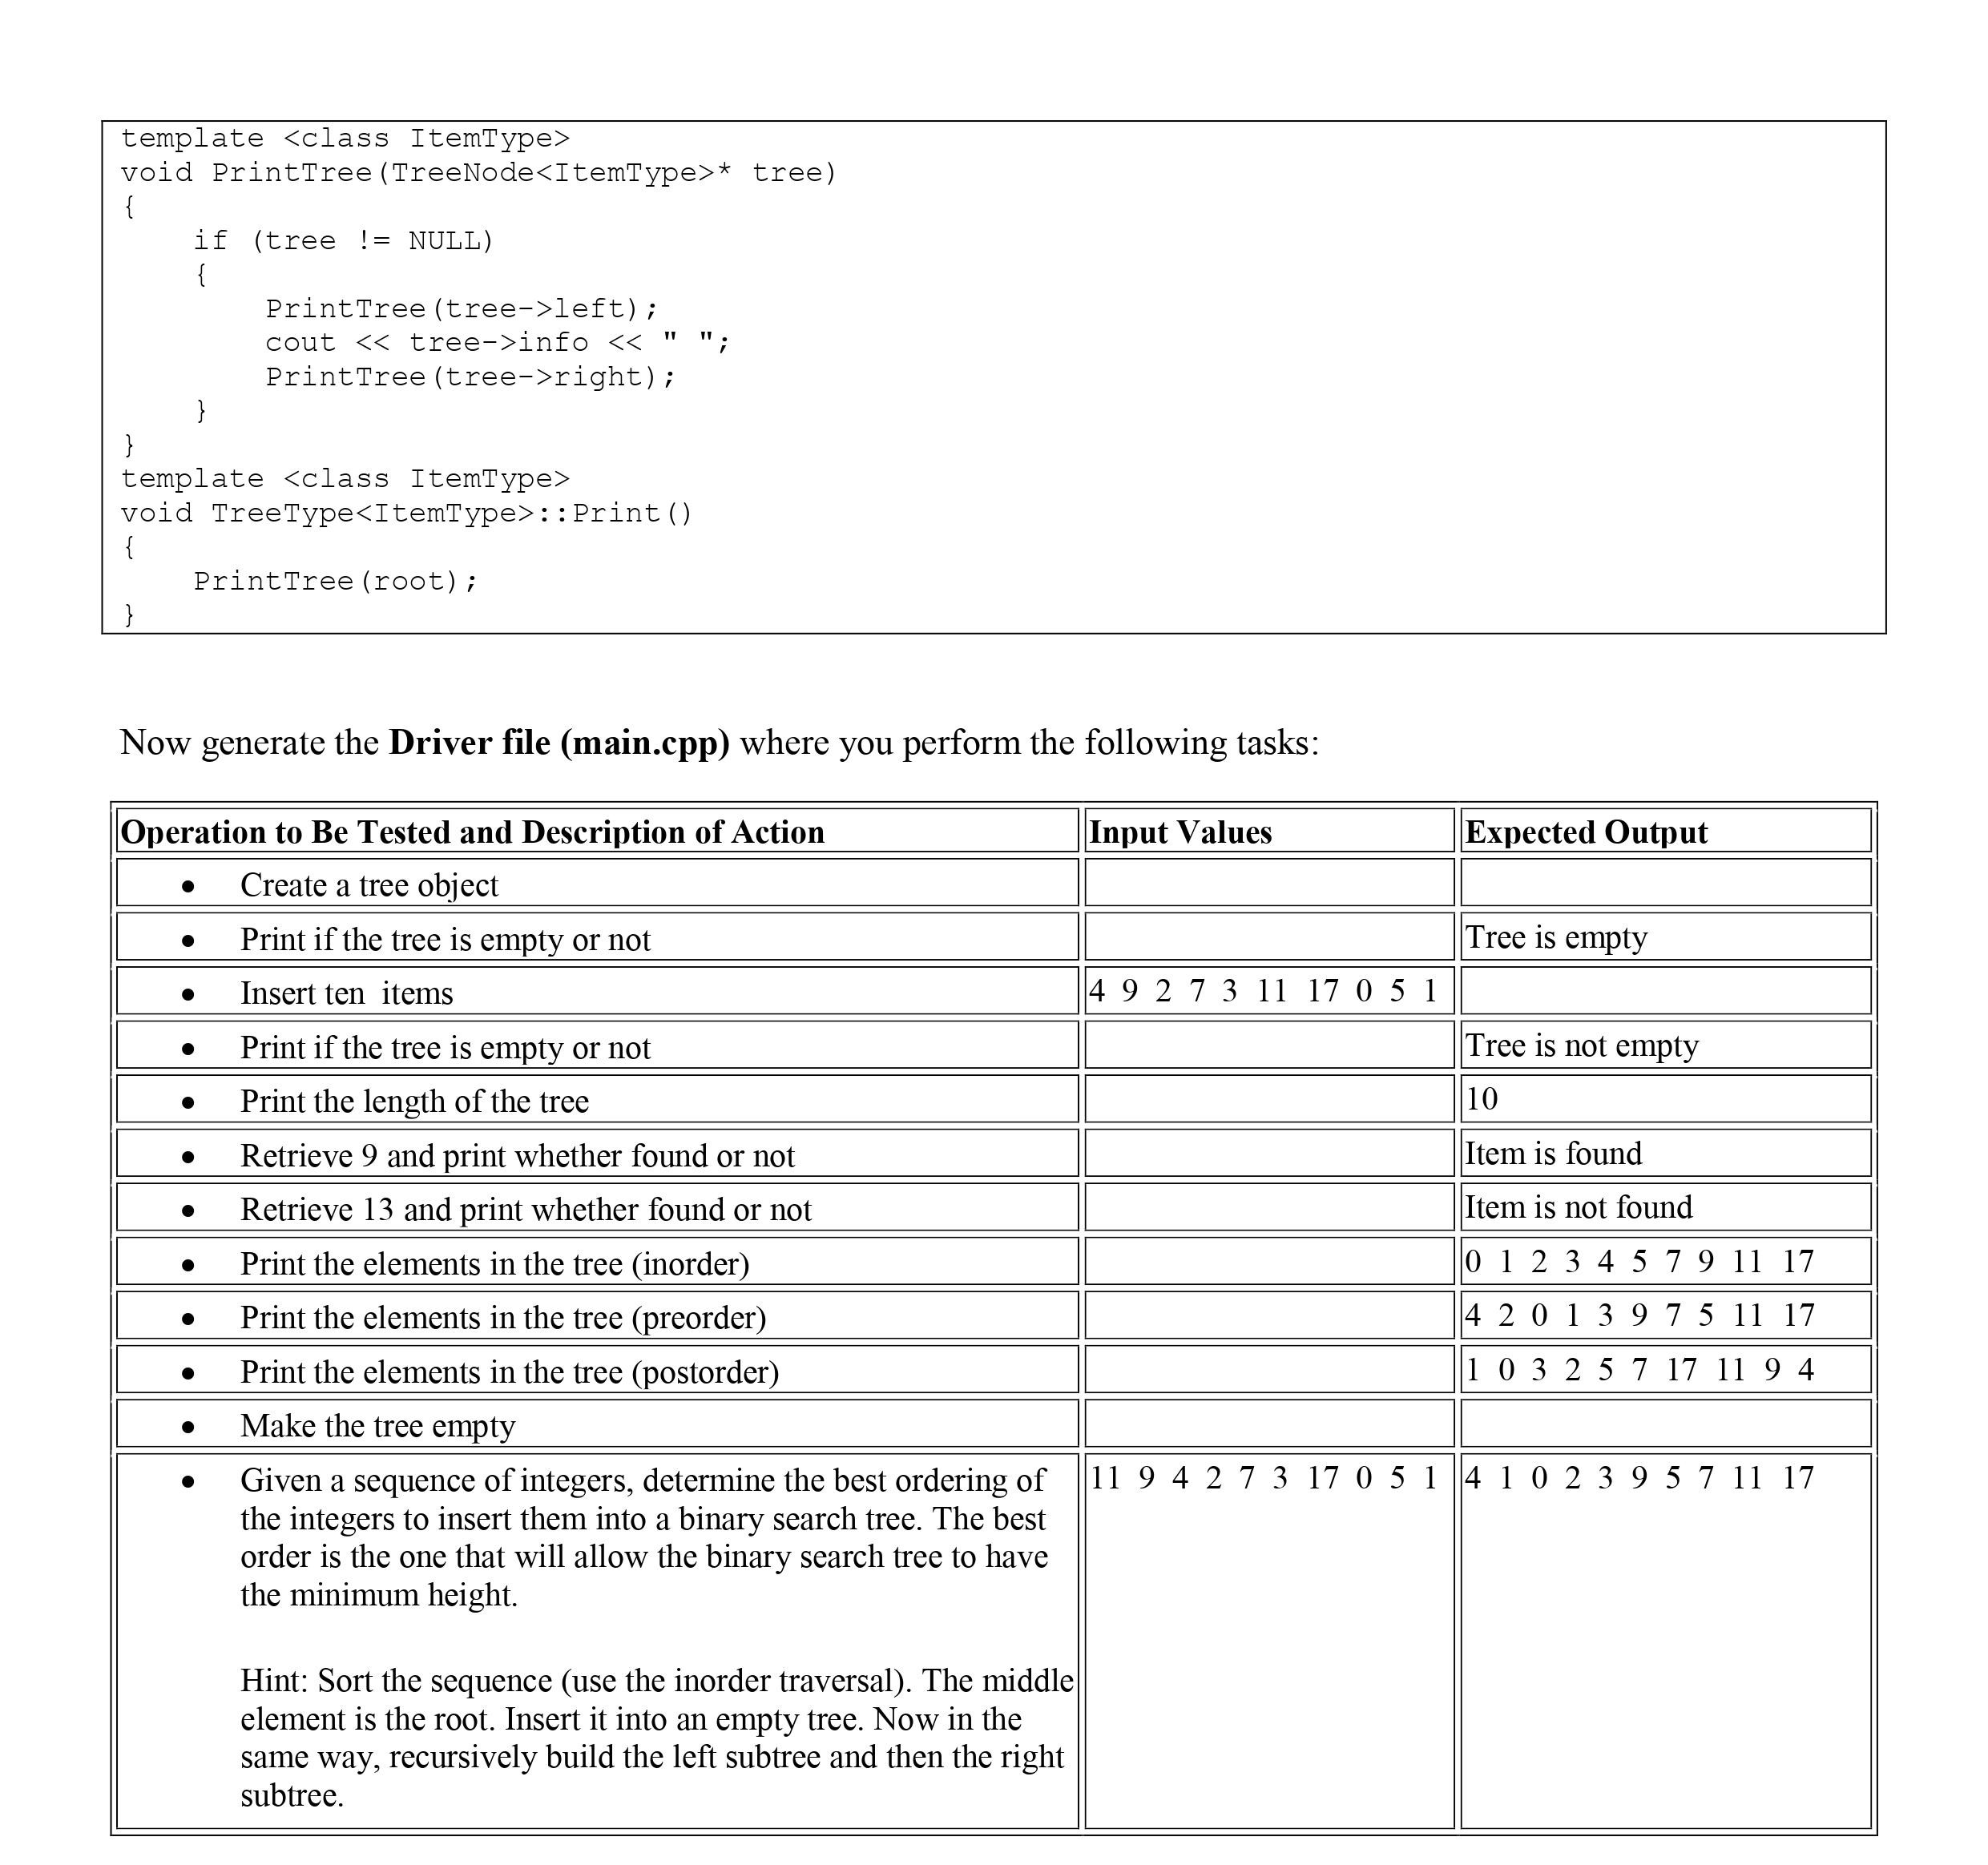 template <class ItemType>
void PrintTree(TreeNode<ItemType>* tree)
{
    if (tree != NULL)
    {
        PrintTree(tree->left);
        cout << tree->info << " ";
        PrintTree(tree->right);
    }
}
template <class ItemType>
void TreeType<ItemType>::Print()
{
    PrintTree(root);
}
Now generate the Driver file (main.cpp) where you perform the following tasks:
Operation to Be Tested and Description of Action Input Values Expected Output
• Create a tree object
• Print if the tree is empty or not Tree is empty
• Insert ten  items 4 9 2 7 3 11 17 0 5 1
• Print if the tree is empty or not Tree is not empty
• Print the length of the tree 10
• Retrieve 9 and print whether found or not Item is found
• Retrieve 13 and print whether found or not Item is not found
• Print the elements in the tree (inorder) 0 1 2 3 4 5 7 9 11 17
• Print the elements in the tree (preorder) 4 2 0 1 3 9 7 5 11 17
• Print the elements in the tree (postorder) 1 0 3 2 5 7 17 11 9 4
• Make the tree empty
• Given a sequence of integers, determine the best ordering of 11 9 4 2 7 3 17 0 5 1 4 1 0 2 3 9 5 7 11 17
the integers to insert them into a binary search tree. The best
order is the one that will allow the binary search tree to have
the minimum height.
Hint: Sort the sequence (use the inorder traversal). The middle
element is the root. Insert it into an empty tree. Now in the
same way, recursively build the left subtree and then the right
subtree.